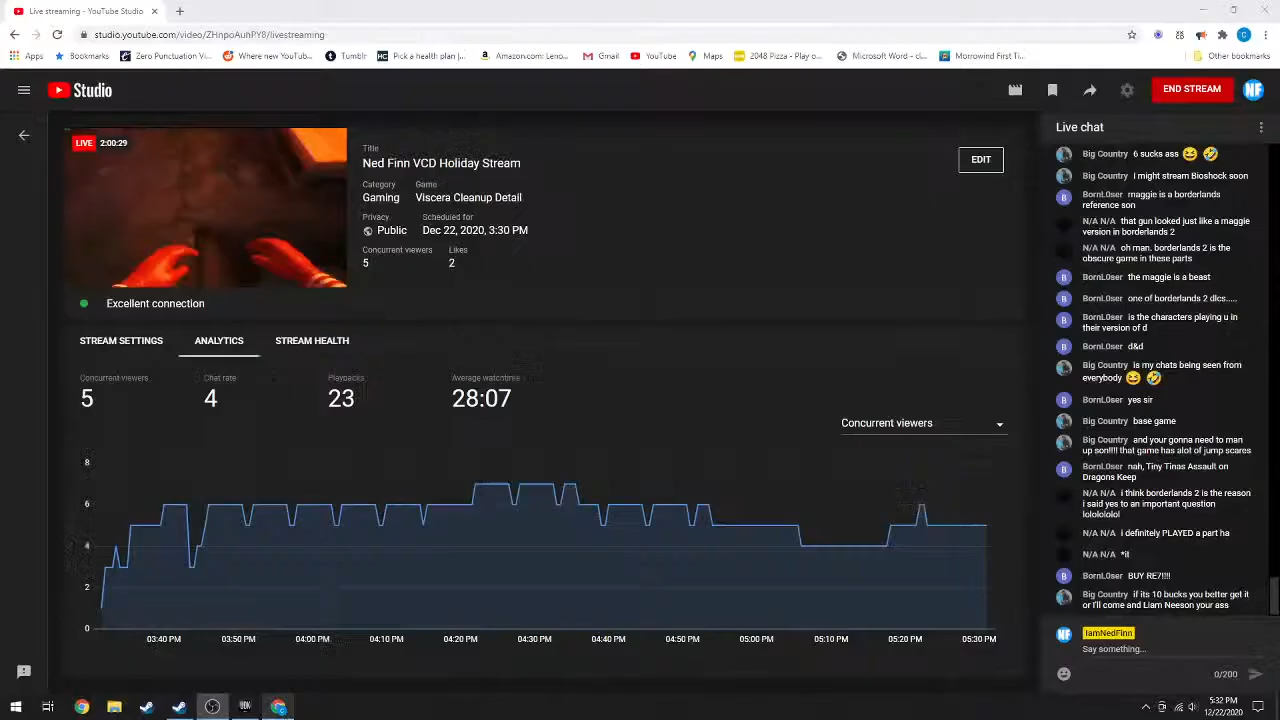 Live streaming - YouTube Studio
studio.youtube.com/video/ZHnpoAuhPY8/livestreaming
Apps
Bookmarks
Zero Punctuation Vi...
Where new YouTub...
Tumblr
Pick a health plan |...
Amazon.com: Leno...
Gmail
YouTube
Maps
2048 Pizza - Play o...
Microsoft Word - cl...
Morrowind First Ti...
Other bookmarks
Studio
END STREAM
NF
LIVE 2:00:29
Title
Ned Finn VCD Holiday Stream
EDIT
Category Game
Gaming Viscera Cleanup Detail
Privacy Scheduled for
Public Dec 22, 2020, 3:30 PM
Concurrent viewers Likes
5 2
Excellent connection
STREAM SETTINGS ANALYTICS STREAM HEALTH
Concurrent viewers Chat rate Playbacks Average watchtime
5 4 23 28:07
Concurrent viewers
8
6
4
2
0
03:40 PM 03:50 PM 04:00 PM 04:10 PM 04:20 PM 04:30 PM 04:40 PM 04:50 PM 05:00 PM 05:10 PM 05:20 PM 05:30 PM
Live chat
Big Country 6 sucks ass 😆 🤣
Big Country I might stream Bioshock soon
BornL0ser maggie is a borderlands
reference son
N/A N/A that gun looked just like a maggie
version in borderlands 2
N/A N/A oh man. borderlands 2 is the
obscure game in these parts
BornL0ser the maggie is a beast
BornL0ser one of borderlands 2 dlcs.....
BornL0ser is the characters playing u in
their version of d
BornL0ser d&d
Big Country is my chats being seen from
everybody 😆 🤣
BornL0ser yes sir
Big Country base game
Big Country and your gonna need to man
up son!!!! that game has alot of jump scares
BornL0ser nah, Tiny Tinas Assault on
Dragons Keep
N/A N/A i think borderlands 2 is the reason
i said yes to an important question
lolololol
N/A N/A i definitely PLAYED a part ha
N/A N/A *it
BornL0ser BUY RE7!!!!
Big Country if its 10 bucks you better get it
or I'll come and Liam Neeson your ass
NF IamNedFinn
Say something...
0/200
5:32 PM
12/22/2020